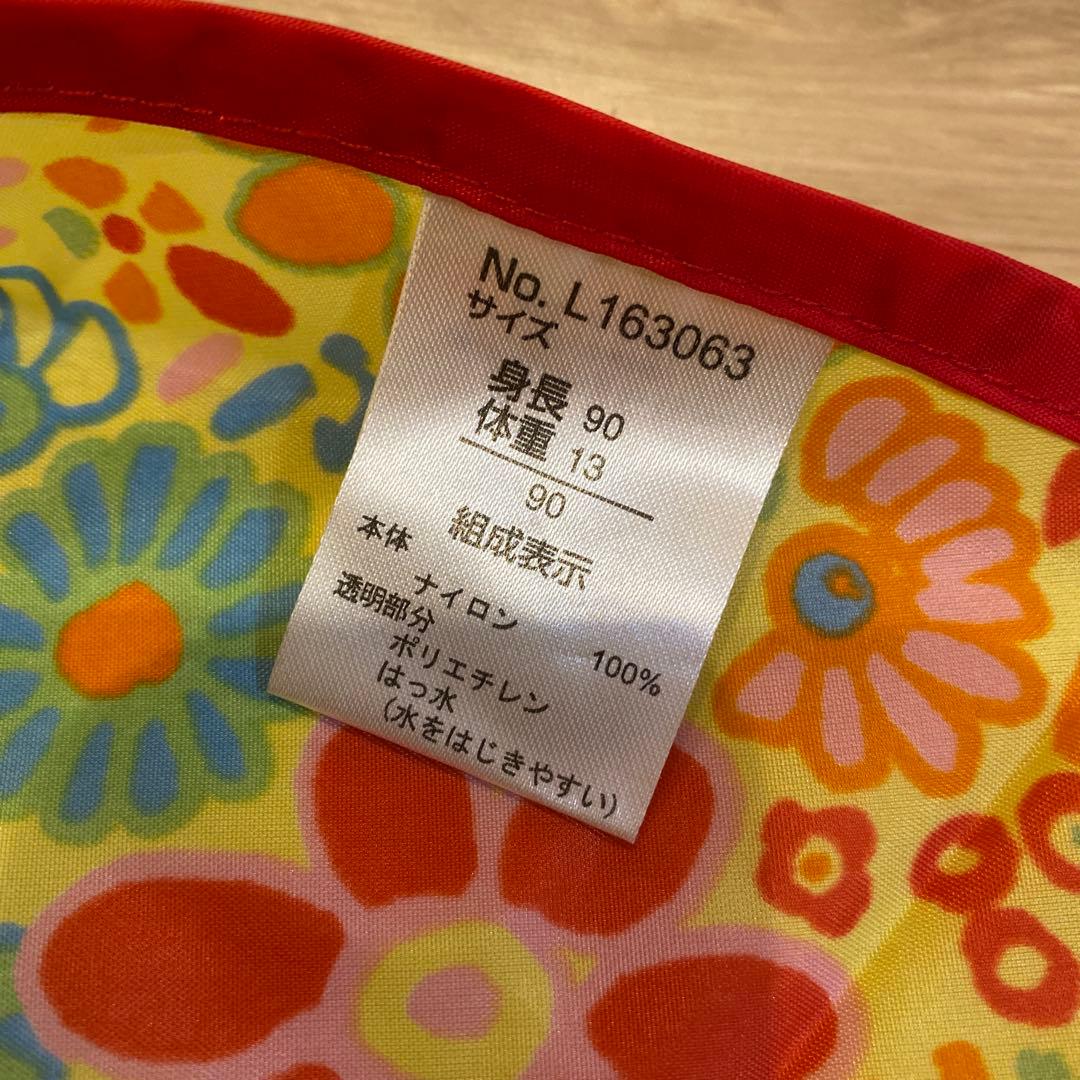 No. L163063
サイズ
身長 90
体重 13
90
組成表示
本体
ナイロン 100%
透明部分
ポリエチレン
はっ水
(水をはじきやすい)